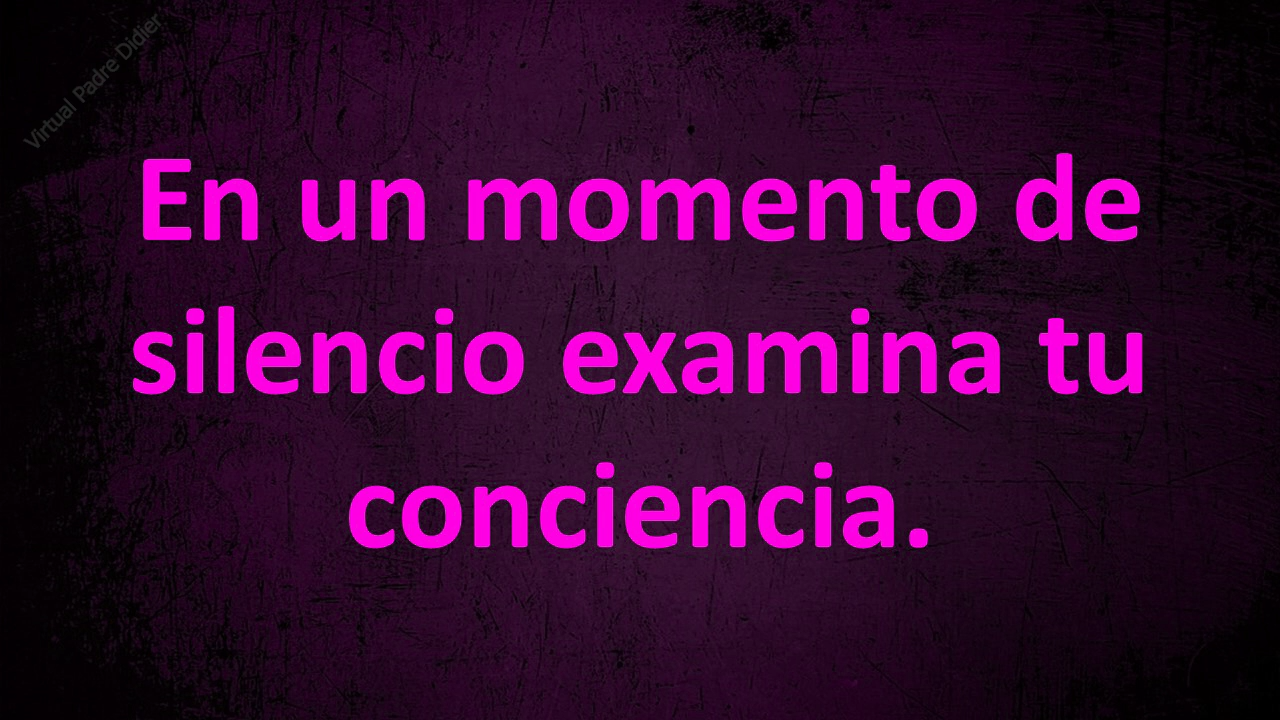 Virtual Padre Didier
En un momento de
silencio examina tu
conciencia.